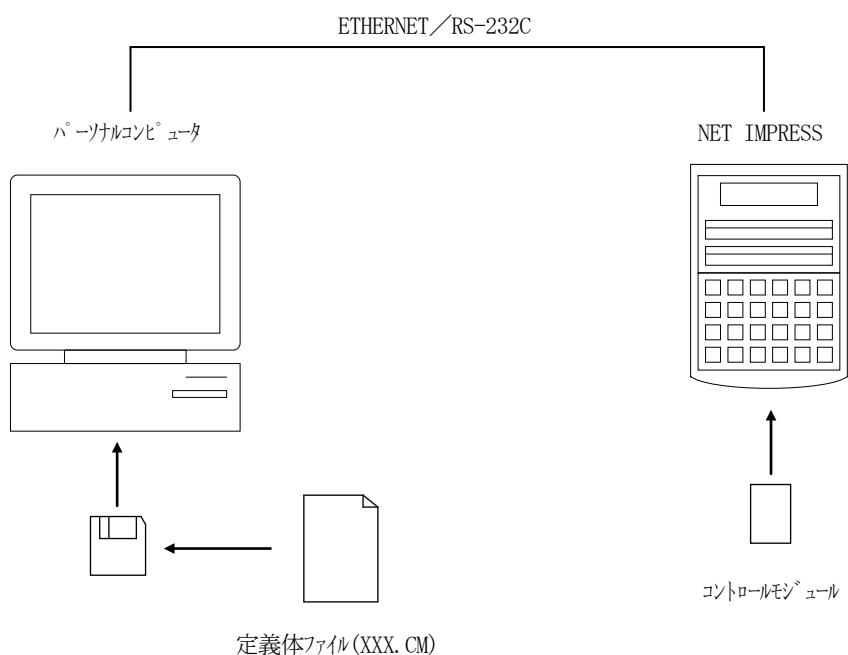 ETHERNET／RS-232C
ﾊﾟｰｿﾅﾙｺﾝﾋﾟｭｰﾀ
NET IMPRESS
ｺﾝﾄﾛｰﾙﾓｼﾞｭｰﾙ
定義体ﾌｧｲﾙ(XXX.CM)